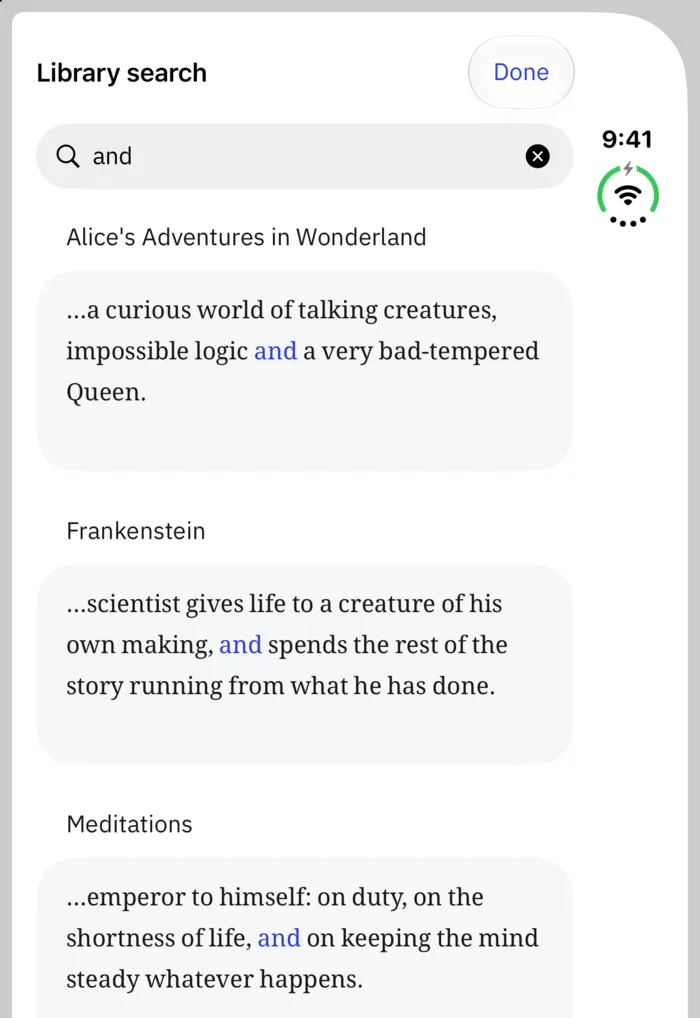 Library search
Done
and
9:41
Alice's Adventures in Wonderland
...a curious world of talking creatures,
impossible logic and a very bad-tempered
Queen.
Frankenstein
...scientist gives life to a creature of his
own making, and spends the rest of the
story running from what he has done.
Meditations
...emperor to himself: on duty, on the
shortness of life, and on keeping the mind
steady whatever happens.